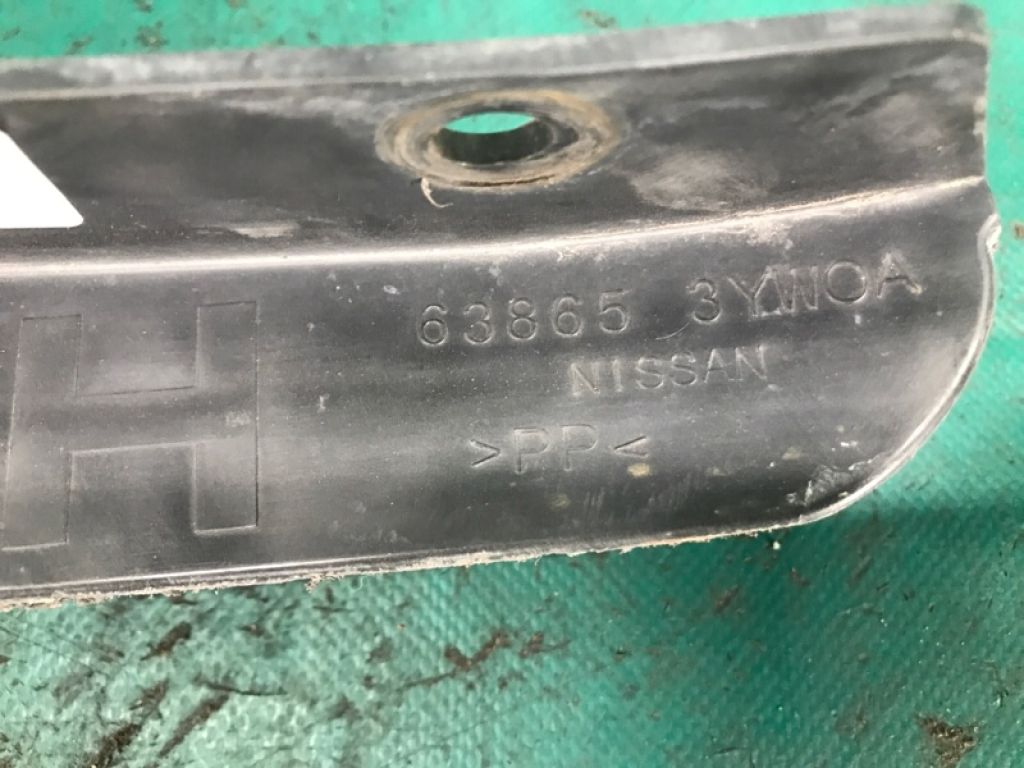 63865 3YW0A
NISSAN
>PP<
H